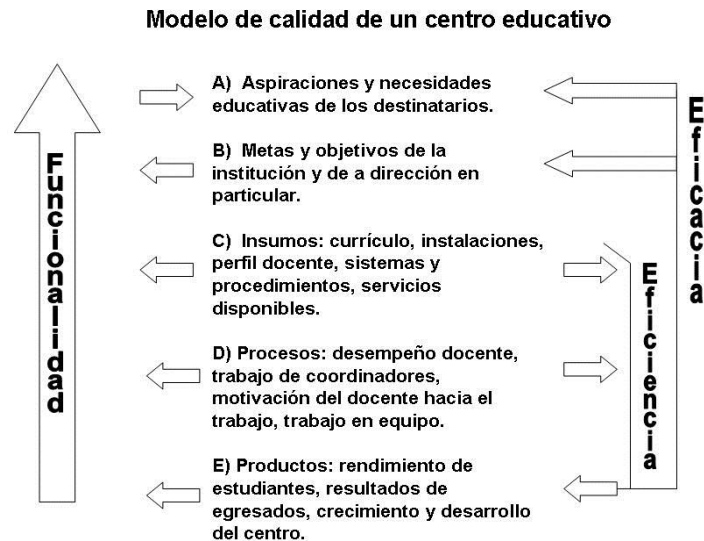 Modelo de calidad de un centro educativo
Funcionalidad
A) Aspiraciones y necesidades
educativas de los destinatarios.
B) Metas y objetivos de la
institución y de a dirección en
particular.
C) Insumos: currículo, instalaciones,
perfil docente, sistemas y
procedimientos, servicios
disponibles.
D) Procesos: desempeño docente,
trabajo de coordinadores,
motivación del docente hacia el
trabajo, trabajo en equipo.
E) Productos: rendimiento de
estudiantes, resultados de
egresados, crecimiento y desarrollo
del centro.
Eficiencia
Eficacia